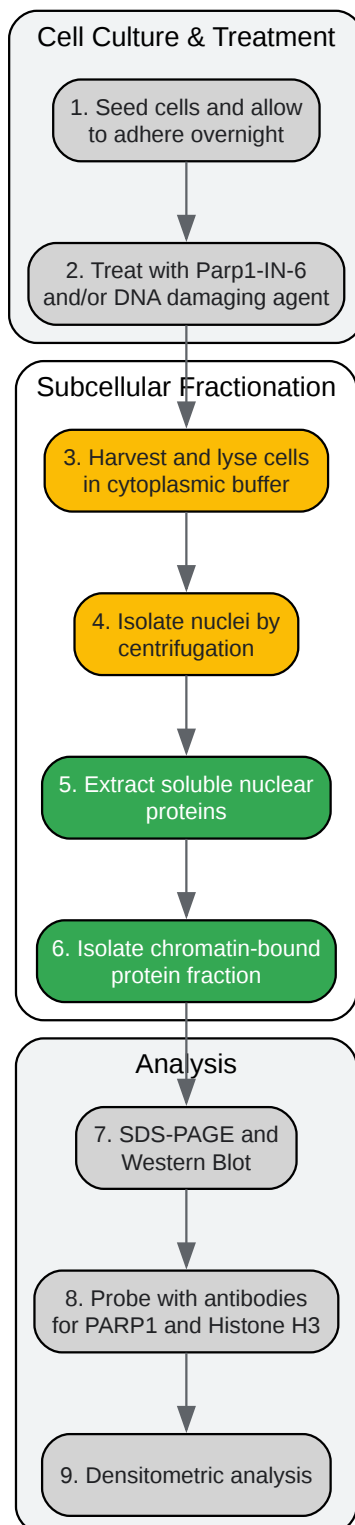 Cell Culture & Treatment
1. Seed cells and allow
to adhere overnight
2. Treat with Parp1-IN-6
and/or DNA damaging agent
Subcellular Fractionation
3. Harvest and lyse cells
in cytoplasmic buffer
4. Isolate nuclei by
centrifugation
5. Extract soluble nuclear
proteins
6. Isolate chromatin-bound
protein fraction
Analysis
7. SDS-PAGE and
Western Blot
8. Probe with antibodies
for PARP1 and Histone H3
9. Densitometric analysis